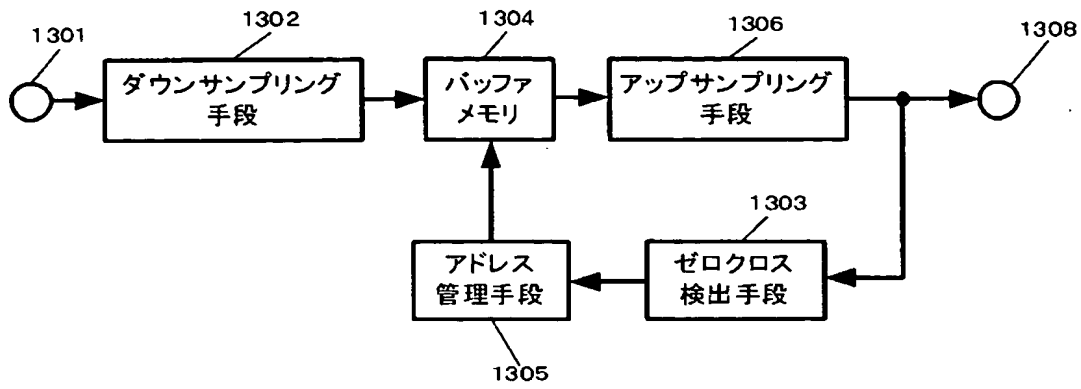 1301
1302
1304
1306
1308
ダウンサンプリング
手段
バッファ
メモリ
アップサンプリング
手段
1303
アドレス
管理手段
ゼロクロス
検出手段
1305